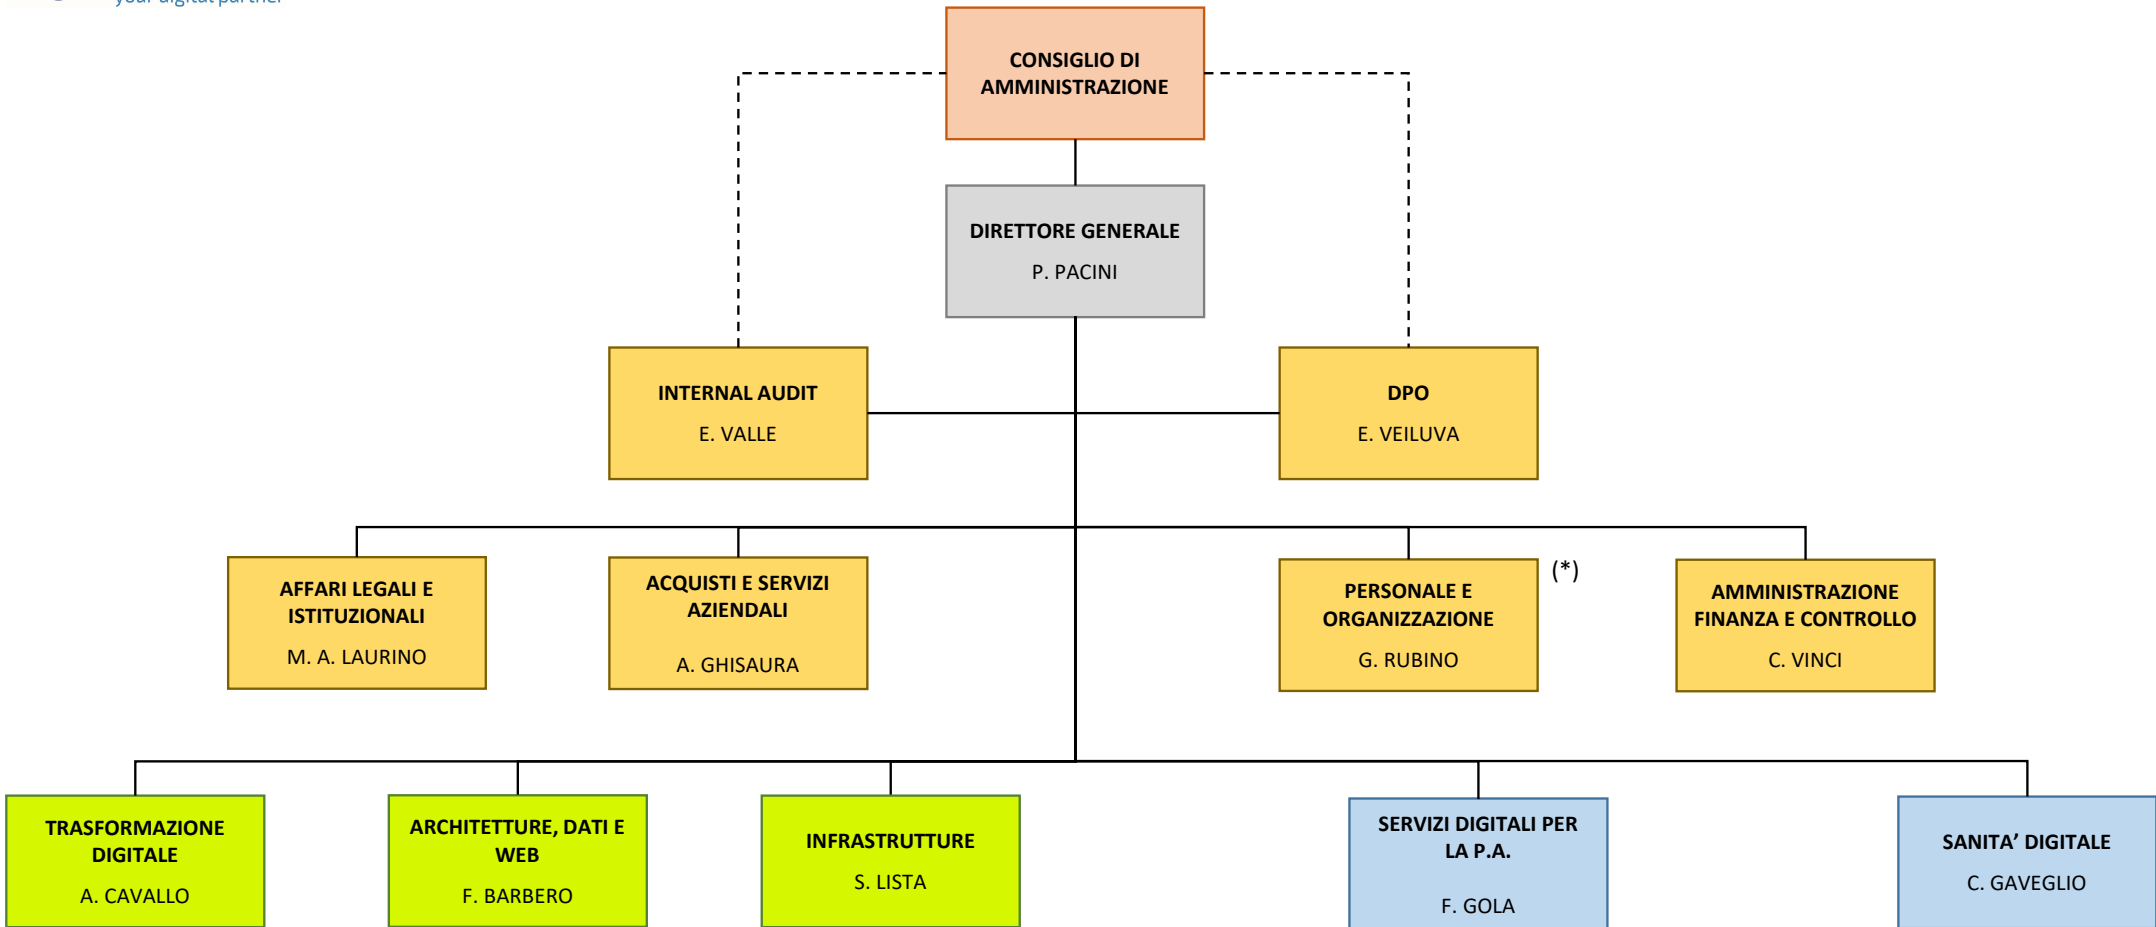 your digital partner
CONSIGLIO DI
AMMINISTRAZIONE
DIRETTORE GENERALE
P. PACINI
INTERNAL AUDIT
E. VALLE
DPO
E. VEILUVA
AFFARI LEGALI E
ISTITUZIONALI
M. A. LAURINO
ACQUISTI E SERVIZI
AZIENDALI
A. GHISAURA
PERSONALE E
ORGANIZZAZIONE
G. RUBINO
(*)
AMMINISTRAZIONE
FINANZA E CONTROLLO
C. VINCI
TRASFORMAZIONE
DIGITALE
A. CAVALLO
ARCHITETTURE, DATI E
WEB
F. BARBERO
INFRASTRUTTURE
S. LISTA
SERVIZI DIGITALI PER
LA P.A.
F. GOLA
SANITA’ DIGITALE
C. GAVEGLIO